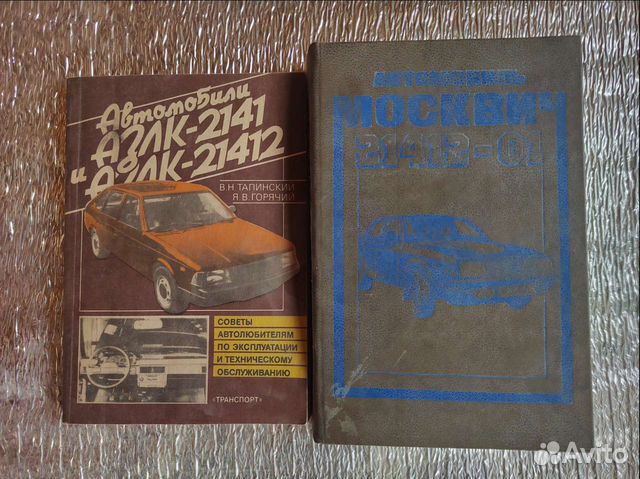 Автомобили
АЗЛК-2141
и АЗЛК-21412
В.Н. ТАПИНСКИЙ
Я.В. ГОРЯЧИЙ
СОВЕТЫ
АВТОЛЮБИТЕЛЯМ
ПО ЭКСПЛУАТАЦИИ
И ТЕХНИЧЕСКОМУ
ОБСЛУЖИВАНИЮ
«ТРАНСПОРТ»
АВТОМОБИЛЬ
МОСКВИЧ
21412-01
Avito